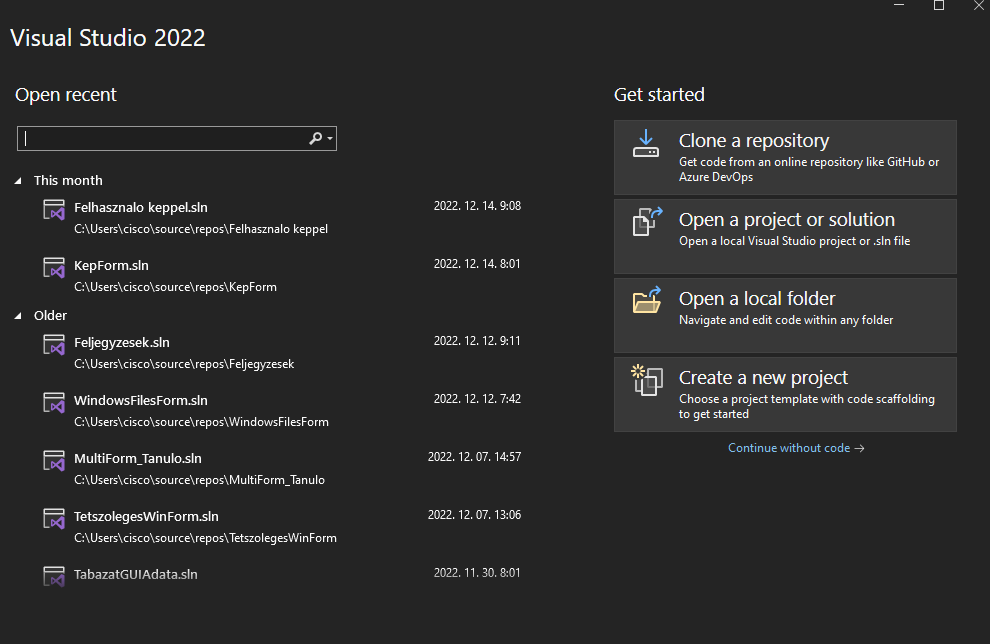 Visual Studio 2022
Open recent
This month
Felhasznalo keppel.sln 2022. 12. 14. 9:08
C:\Users\cisco\source\repos\Felhasznalo keppel
KepForm.sln 2022. 12. 14. 8:01
C:\Users\cisco\source\repos\KepForm
Older
Feljegyzesek.sln 2022. 12. 12. 9:11
C:\Users\cisco\source\repos\Feljegyzesek
WindowsFilesForm.sln 2022. 12. 12. 7:42
C:\Users\cisco\source\repos\WindowsFilesForm
MultiForm_Tanulo.sln 2022. 12. 07. 14:57
C:\Users\cisco\source\repos\MultiForm_Tanulo
TetszolegesWinForm.sln 2022. 12. 07. 13:06
C:\Users\cisco\source\repos\TetszolegesWinForm
TabazatGUIAdata.sln 2022. 11. 30. 8:01
Get started
Clone a repository
Get code from an online repository like GitHub or
Azure DevOps
Open a project or solution
Open a local Visual Studio project or .sln file
Open a local folder
Navigate and edit code within any folder
Create a new project
Choose a project template with code scaffolding
to get started
Continue without code →